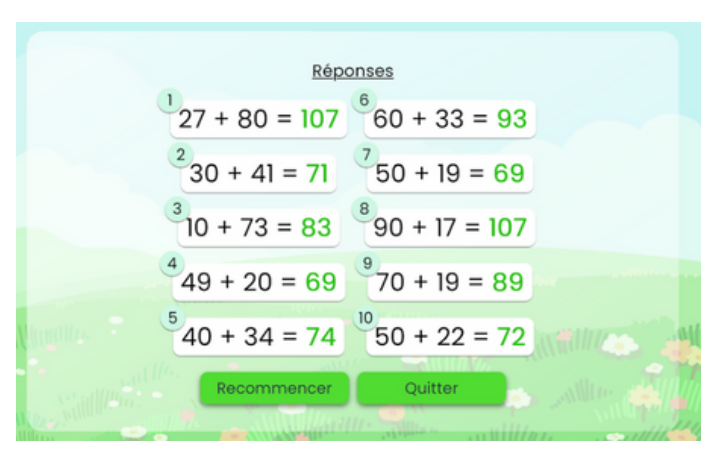 Réponses
1
27 + 80 = 107
2
30 + 41 = 71
3
10 + 73 = 83
4
49 + 20 = 69
5
40 + 34 = 74
6
60 + 33 = 93
7
50 + 19 = 69
8
90 + 17 = 107
9
70 + 19 = 89
10
50 + 22 = 72
Recommencer
Quitter